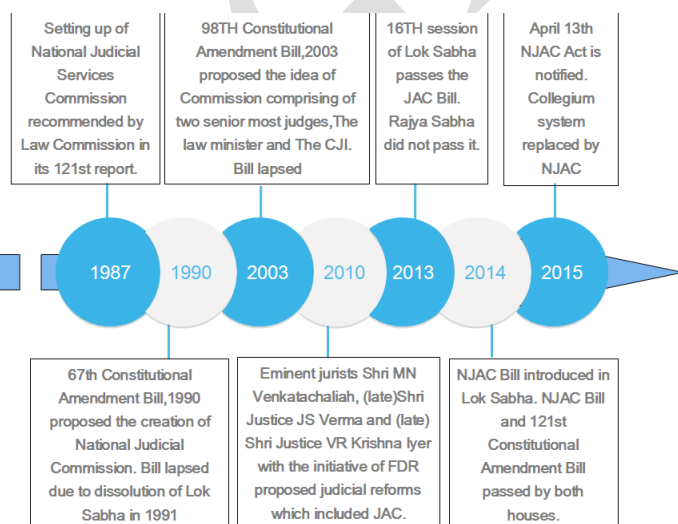 Setting up of
National Judicial
Services
Commission
recommended by
Law Commission in
its 121st report.
98TH Constitutional
Amendment Bill,2003
proposed the idea of
Commission comprising of
two senior most judges,The
law minister and The CJI.
Bill lapsed
16TH session
of Lok Sabha
passes the
JAC Bill.
Rajya Sabha
did not pass it.
April 13th
NJAC Act is
notified.
Collegium
system
replaced by
NJAC
1987
1990
2003
2010
2013
2014
2015
67th Constitutional
Amendment Bill,1990
proposed the creation of
National Judicial
Commission. Bill lapsed
due to dissolution of Lok
Sabha in 1991
Eminent jurists Shri MN
Venkatachaliah, (late)Shri
Justice JS Verma and (late)
Shri Justice VR Krishna Iyer
with the initiative of FDR
proposed judicial reforms
which included JAC.
NJAC Bill introduced in
Lok Sabha. NJAC Bill
and 121st
Constitutional
Amendment Bill
passed by both
houses.